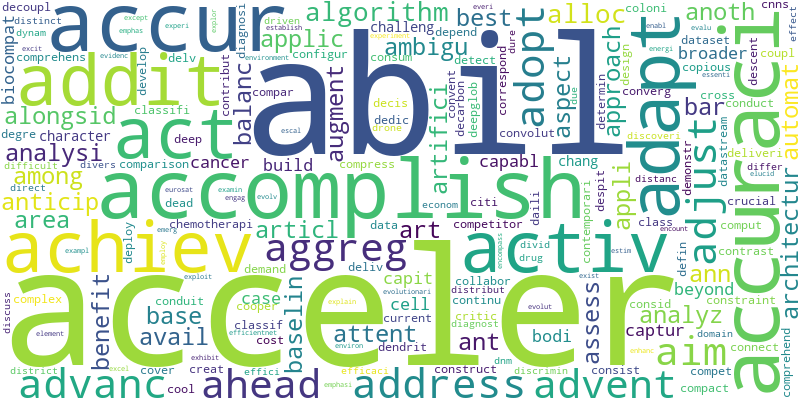 decoupl
distinct
except
experi
explor
accur
algorithm
best
alloc
anoth
everi
enabl
cnns
effect
dynam
emphas
driven
establish
challeng
applic
ambigu
depend
coloni
energi
evalu
biocompat
addit
comprehens
evidenc
delv
diagnosi
environment
experiment
configur
consum
detect
correspond
dure
convent
decarbon
adopt
aspect
determin
due
approach
design
converg
dataset
broader
copious
essenti
coupl
descent
develop
excit
contribut
compar
balanc
augment
abil
decis
dedic
deepglob
drone
convolut
cross
conduct
alongsid
classifi
act
degre
character
deep
escal
artifici
discoveri
bar
automat
analysi
divers
comparison
cancer
build
compress
capabl
chang
adapt
deliveri
demonstr
datastream
differ
elucid
difficult
among
direct
eurosat
examin
evolv
engag
accomplish
econom
citi
daili
despit
contemporari
appli
distanc
adjust
crucial
anticip
dead
chemotherapi
data
competitor
class
encount
comput
contrast
accuraci
architectur
area
deploy
emerg
employ
articl
art
activ
divid
drug
estim
defin
ann
constraint
achiev
exampl
exploit
aggreg
demand
deliv
evolutionari
explain
capit
collabor
distribut
encompass
evolut
exist
assess
consid
beyond
analyz
captur
domain
connect
comprehend
discuss
complex
element
benefit
conduit
efficientnet
base
avail
cooper
case
classif
cost
baselin
acceler
current
environ
attent
cell
continu
critic
diagnost
dendrit
ant
bodi
aim
enhanc
compet
district
cover
excel
exhibit
creat
effici
efficaci
construct
dnm
discrimin
consist
compact
advanc
cool
ahead
emphasi
address
advent